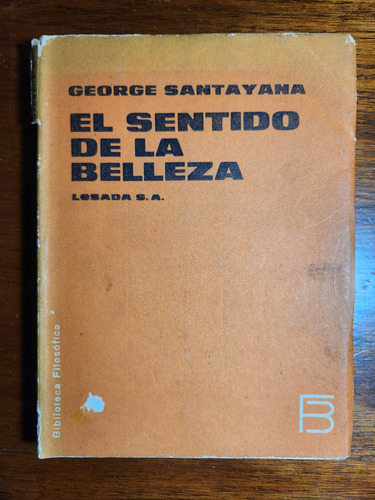 GEORGE SANTAYANA
EL SENTIDO
DE LA
BELLEZA
LOSADA S.A.
Biblioteca Filosófica